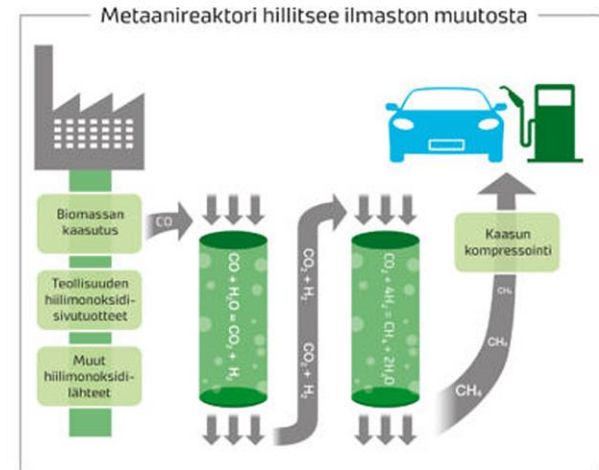 Metaanireaktori hillitsee ilmaston muutosta
Biomassan
kaasutus
CO
Teollisuuden
hiilimonoksidi-
sivutuotteet
Muut
hiilimonoksidi-
lähteet
CO + H₂O = CO₂ + H₂
CO₂ + H₂
CO₂ + H₂
CO₂ + 4H₂ = CH₄ + 2H₂O
Kaasun
kompressointi
CH₄
CH₄
CH₄